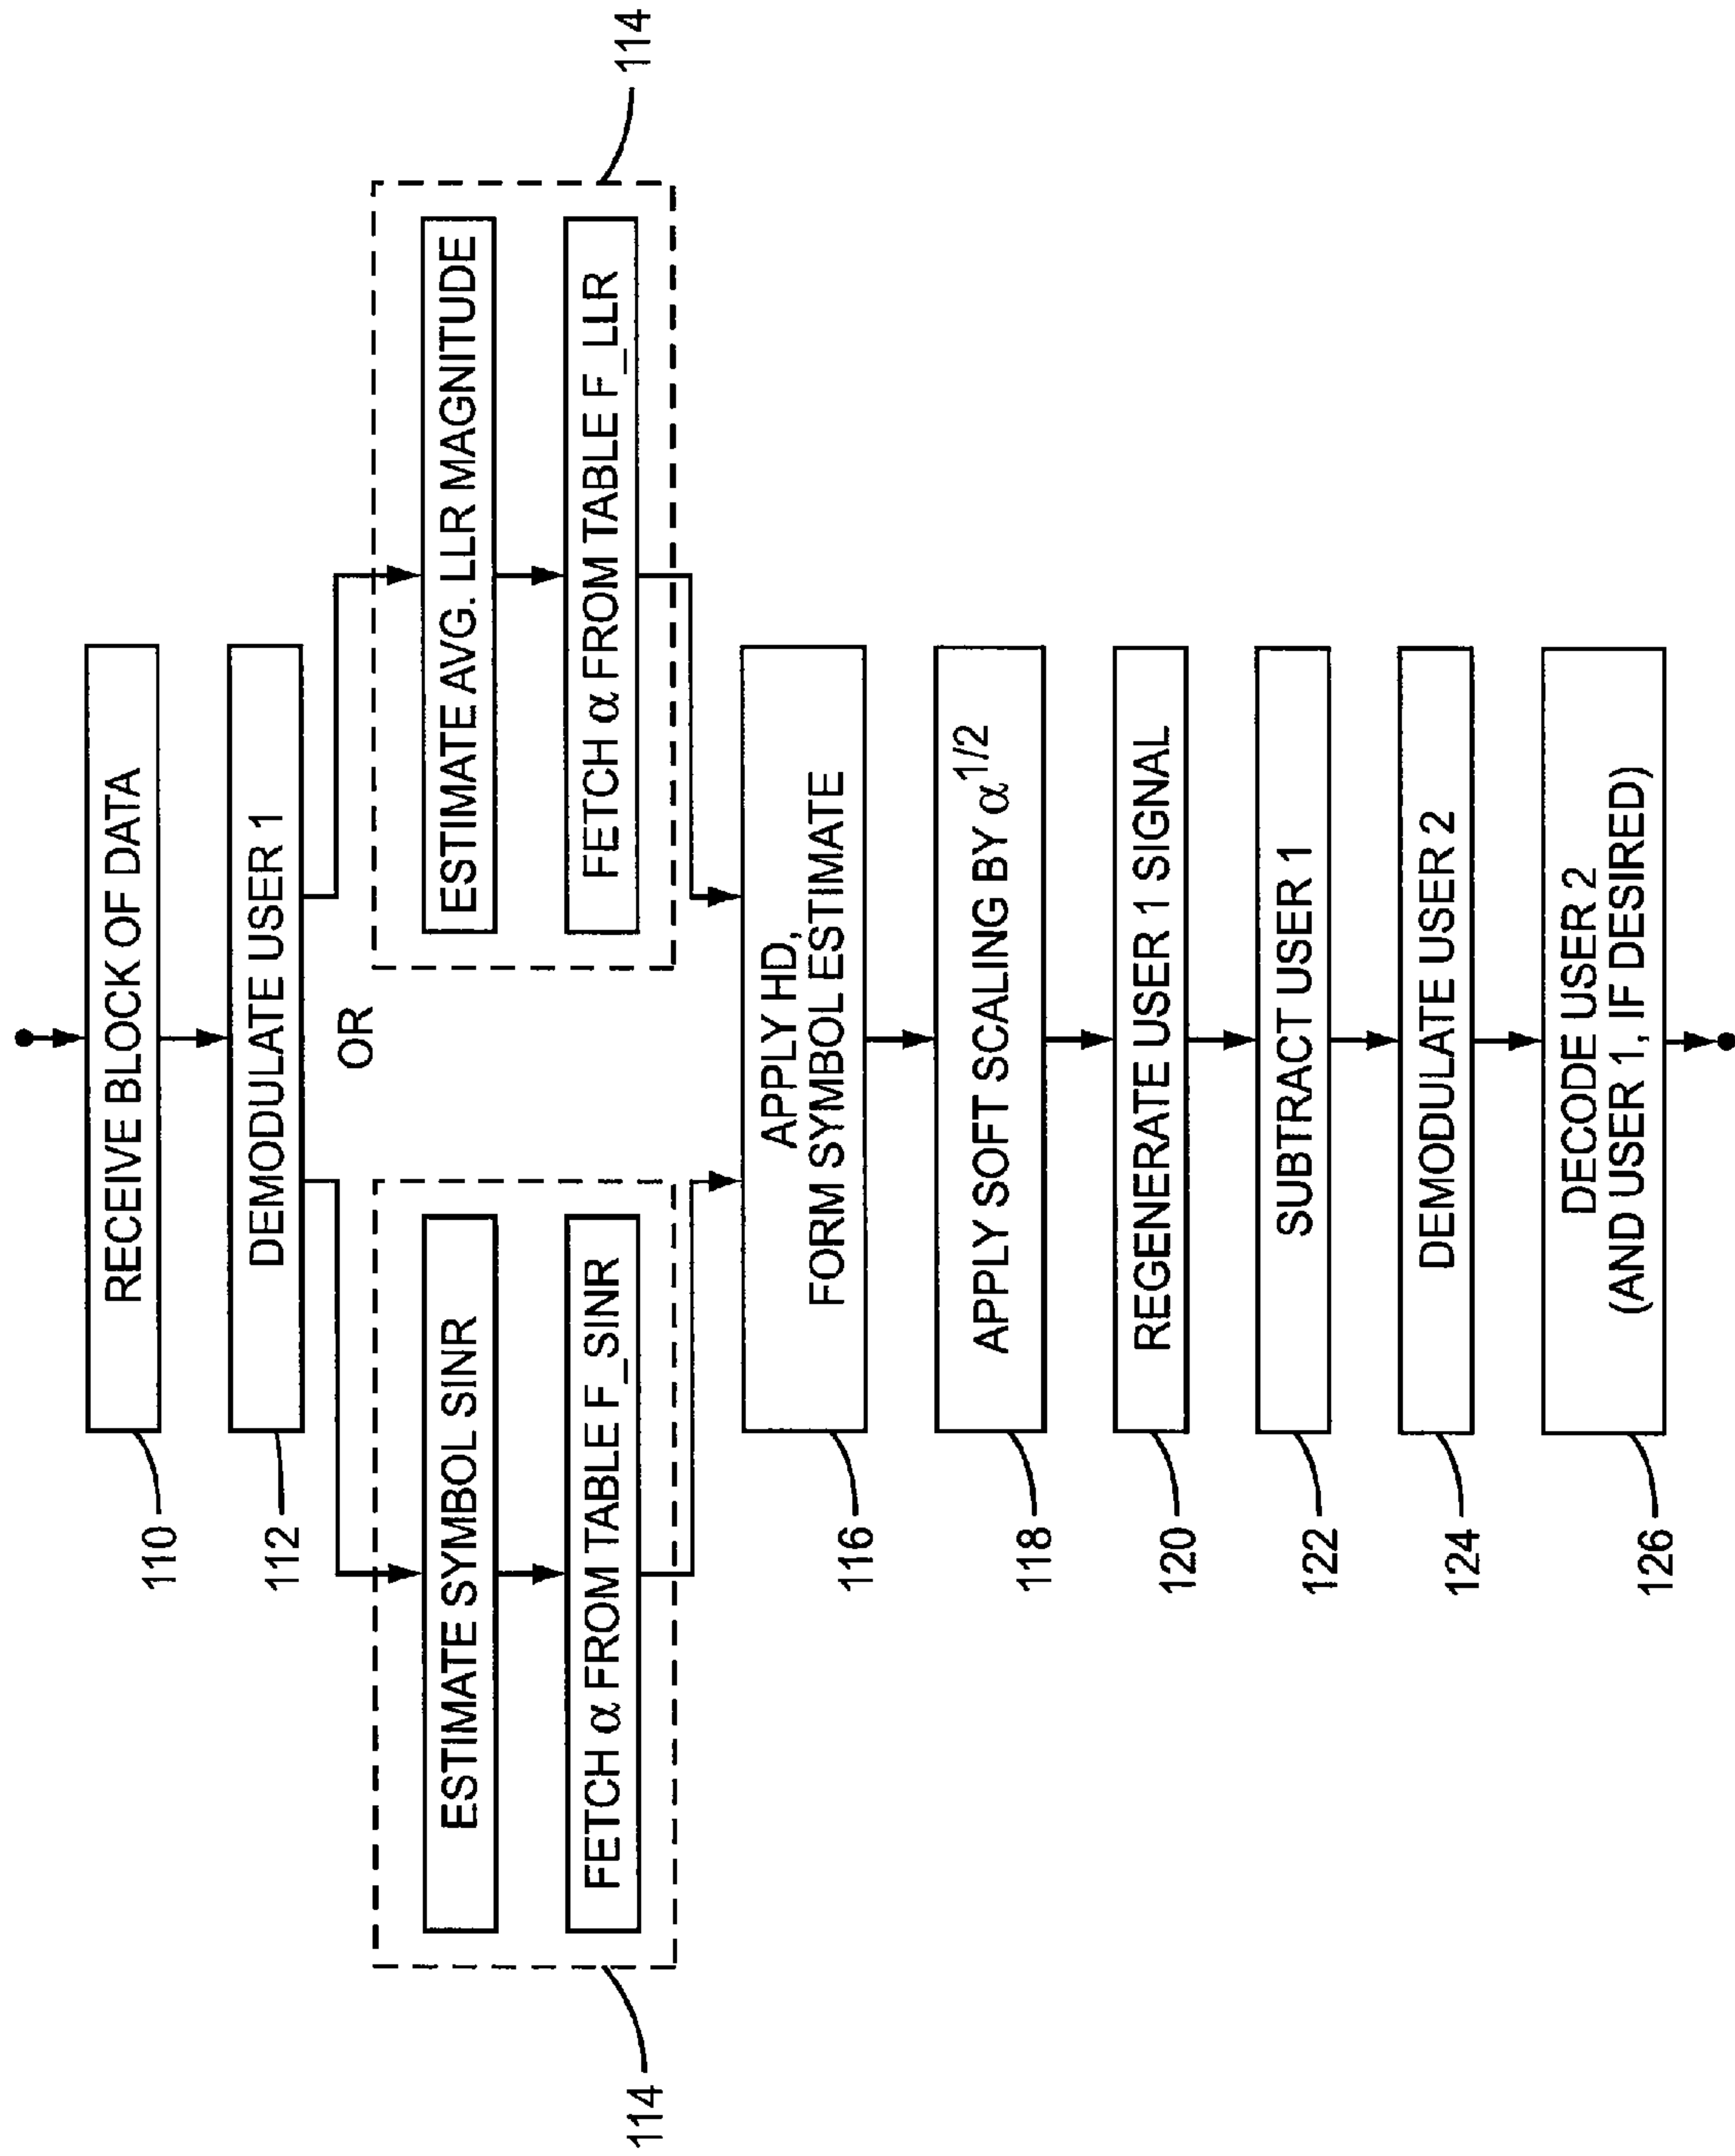 RECEIVE BLOCK OF DATA
110
DEMODULATE USER 1
112
OR
114
ESTIMATE SYMBOL SINR
FETCH α FROM TABLE F_SINR
114
ESTIMATE AVG. LLR MAGNITUDE
FETCH α FROM TABLE F_LLR
APPLY HD,
FORM SYMBOL ESTIMATE
116
APPLY SOFT SCALING BY α^1/2
118
REGENERATE USER 1 SIGNAL
120
SUBTRACT USER 1
122
DEMODULATE USER 2
124
DECODE USER 2
(AND USER 1, IF DESIRED)
126